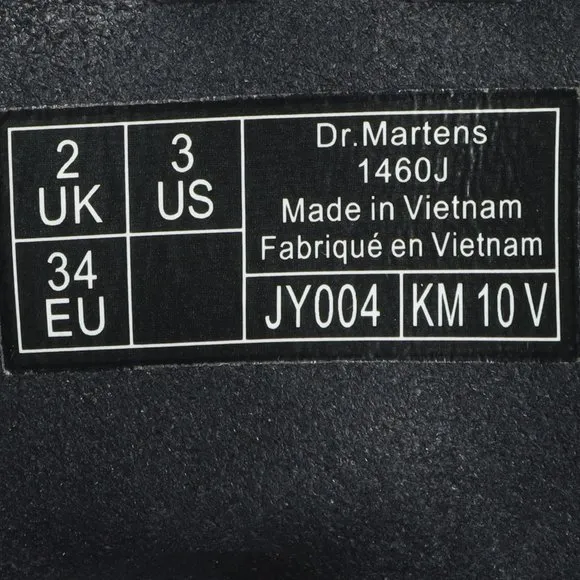 2
UK
3
US
34
EU
Dr.Martens
1460J
Made in Vietnam
Fabriqué en Vietnam
JY004
KM 10 V